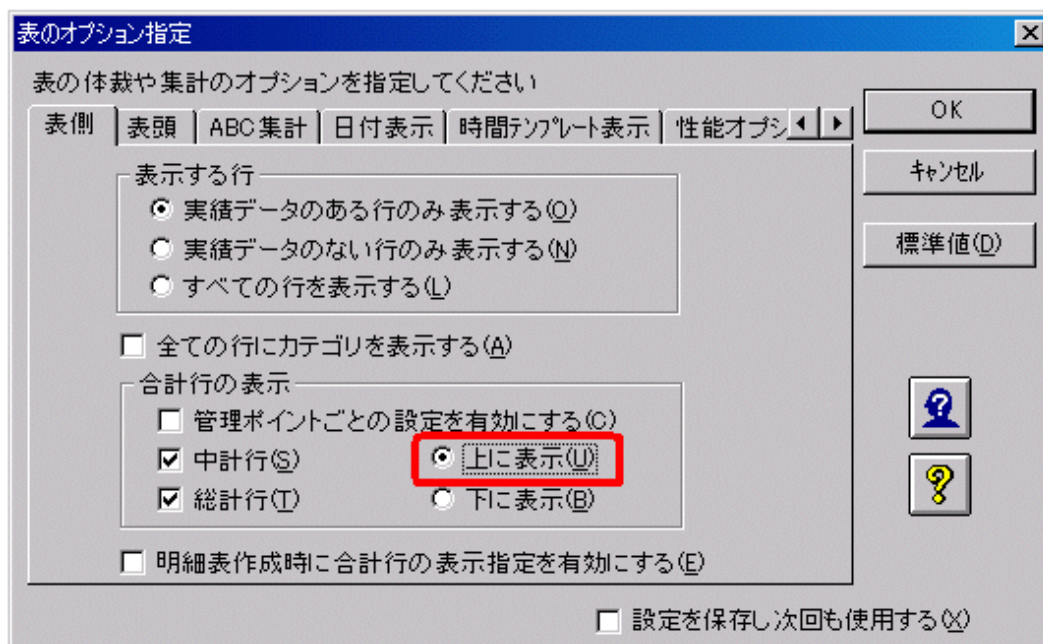 表のオプション指定
表の体裁や集計のオプションを指定してください
表側 表頭 ABC集計 日付表示 時間テンプレート表示 性能オプシ
OK
キャンセル
標準値(D)
表示する行
実績データのある行のみ表示する(O)
実績データのない行のみ表示する(N)
すべての行を表示する(L)
全ての行にカテゴリを表示する(A)
合計行の表示
管理ポイントごとの設定を有効にする(C)
中計行(S) 上に表示(U)
総計行(T) 下に表示(B)
明細表作成時に合計行の表示指定を有効にする(E)
設定を保存し次回も使用する(X)